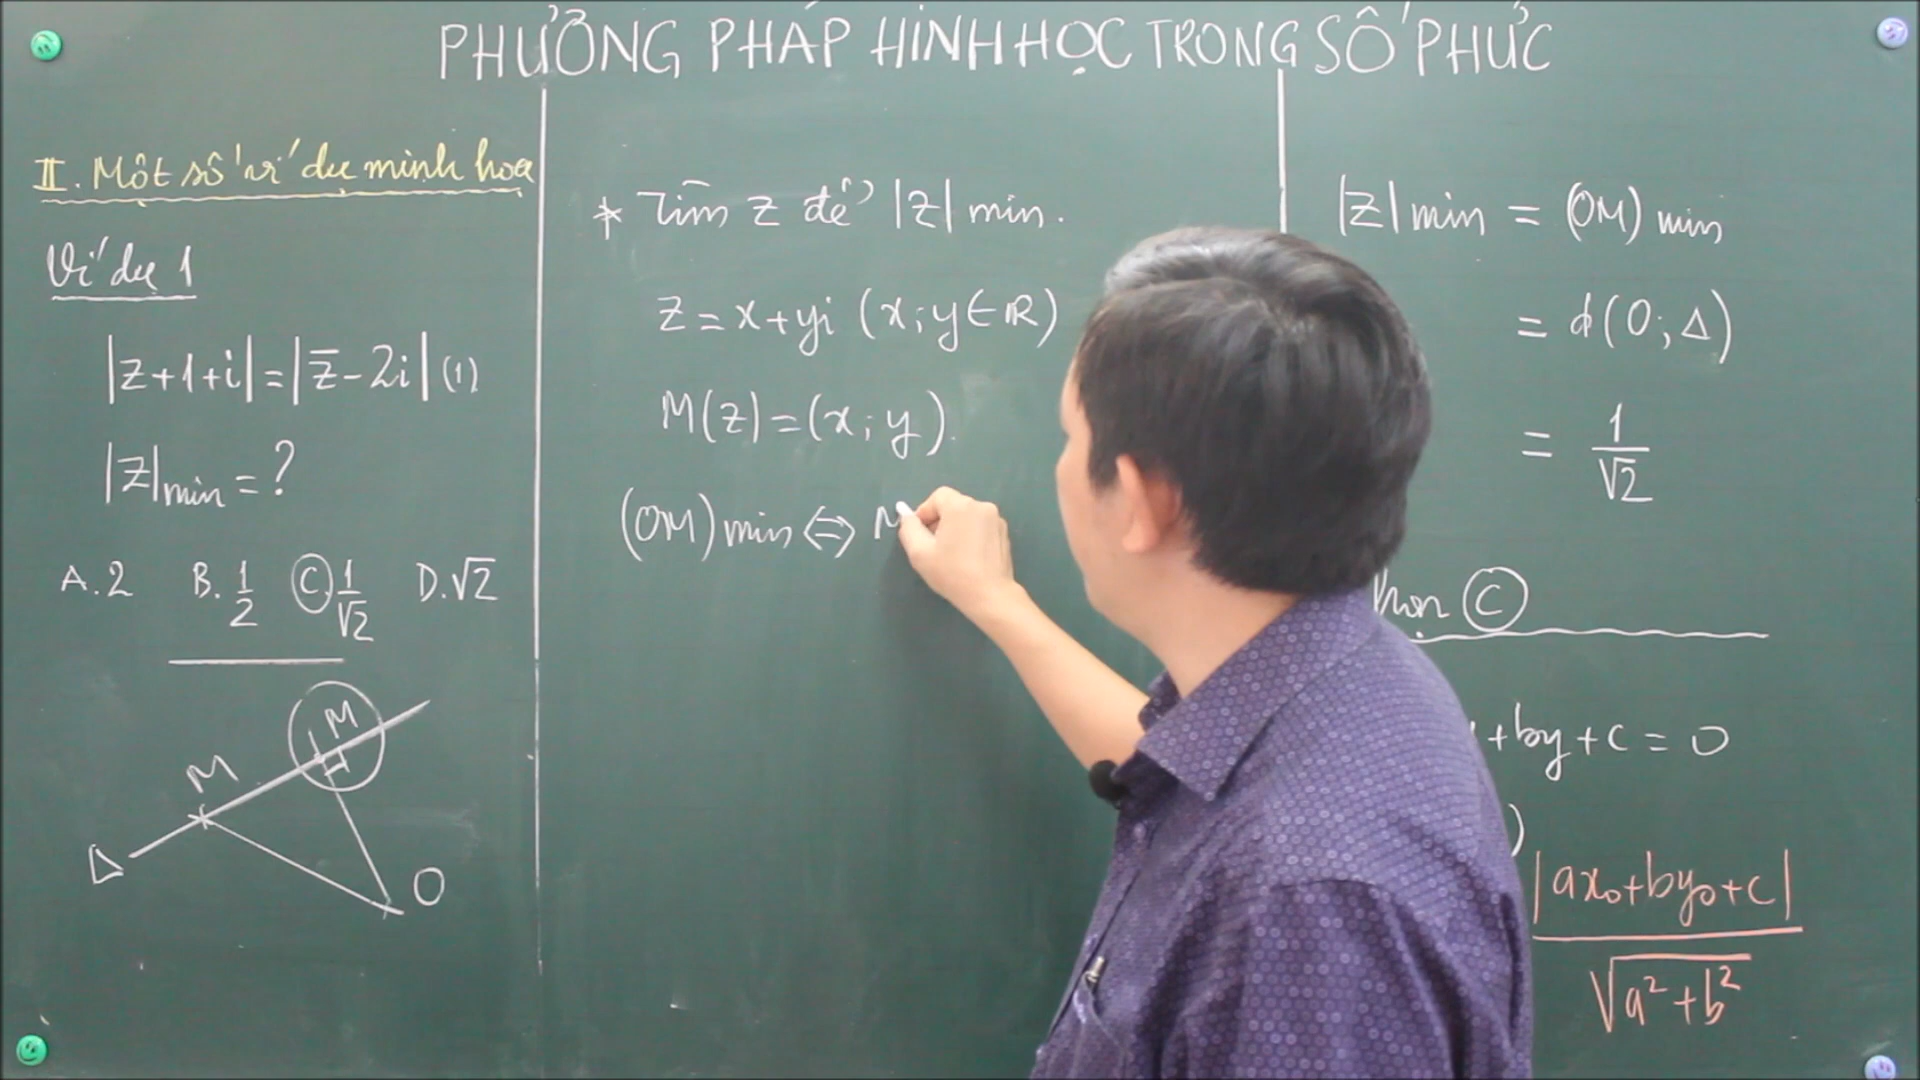 PHƯƠNG PHÁP HÌNH HỌC TRONG SỐ PHỨC
II. Một số ví dụ minh hoạ
Ví dụ 1
|z+1+i| = |z̅-2i| (1)
|z|min = ?
A. 2 B. 1/2 C. 1/√2 D. √2
M
M
Δ
O
* Tìm z để |z| min.
z = x+yi (x; y ∈ ℝ)
M(z) = (x; y).
(OM) min ⇔ M
|z| min = (OM) min
= d(O; Δ)
= 1/√2
C
+by+c = 0
)
|ax₀+by₀+c|
√a²+b²